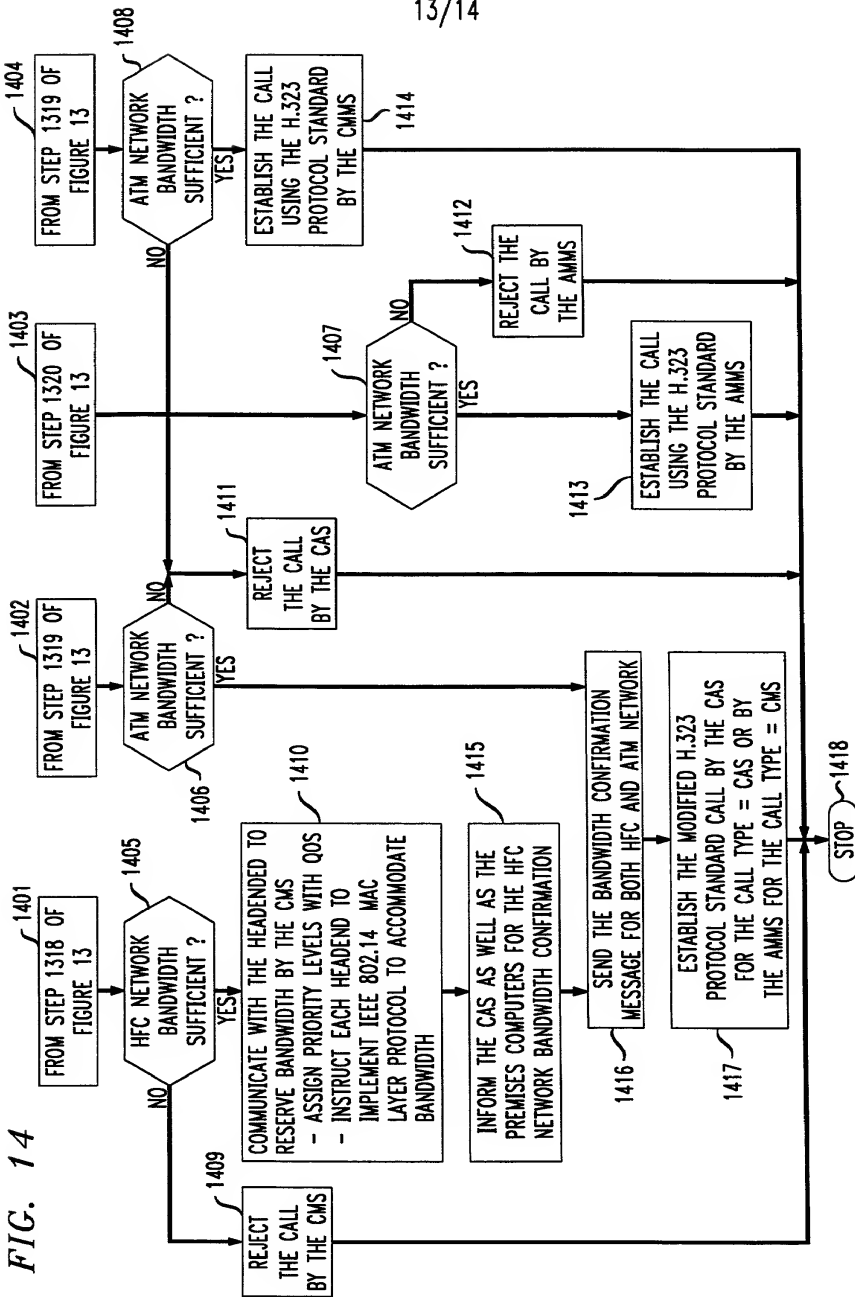 13/14
FIG. 14
1401
FROM STEP 1318 OF
FIGURE 13
1405
HFC NETWORK
BANDWIDTH
SUFFICIENT ?
NO
YES
1409
REJECT
THE CALL
BY THE CMS
1410
COMMUNICATE WITH THE HEADENDED TO
RESERVE BANDWIDTH BY THE CMS
- ASSIGN PRIORITY LEVELS WITH QOS
- INSTRUCT EACH HEADEND TO
IMPLEMENT IEEE 802.14 MAC
LAYER PROTOCOL TO ACCOMMODATE
BANDWIDTH
1415
INFORM THE CAS AS WELL AS THE
PREMISES COMPUTERS FOR THE HFC
NETWORK BANDWIDTH CONFIRMATION
1402
FROM STEP 1319 OF
FIGURE 13
ATM NETWORK
BANDWIDTH
SUFFICIENT ?
1406
NO
YES
1411
REJECT
THE CALL
BY THE CAS
SEND THE BANDWIDTH CONFIRMATION
MESSAGE FOR BOTH HFC AND ATM NETWORK
1416
ESTABLISH THE MODIFIED H.323
PROTOCOL STANDARD CALL BY THE CAS
FOR THE CALL TYPE = CAS OR BY
THE AMMS FOR THE CALL TYPE = CMS
1417
1403
FROM STEP 1320 OF
FIGURE 13
1407
ATM NETWORK
BANDWIDTH
SUFFICIENT ?
NO
YES
1412
REJECT THE
CALL BY
THE AMMS
1413
ESTABLISH THE CALL
USING THE H.323
PROTOCOL STANDARD
BY THE AMMS
1404
FROM STEP 1319 OF
FIGURE 13
1408
ATM NETWORK
BANDWIDTH
SUFFICIENT ?
NO
YES
ESTABLISH THE CALL
USING THE H.323
PROTOCOL STANDARD
BY THE CMMS
1414
STOP
1418